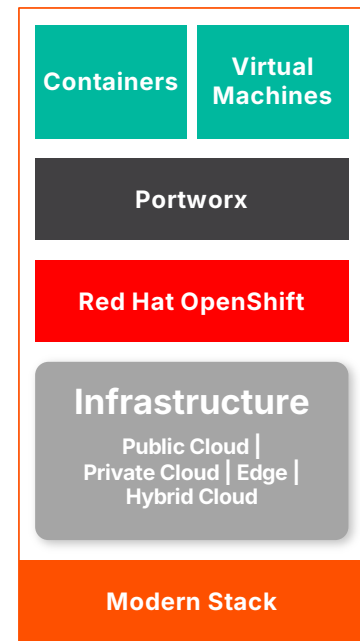 Containers
Virtual
Machines
Portworx
Red Hat OpenShift
Infrastructure
Public Cloud |
Private Cloud | Edge |
Hybrid Cloud
Modern Stack